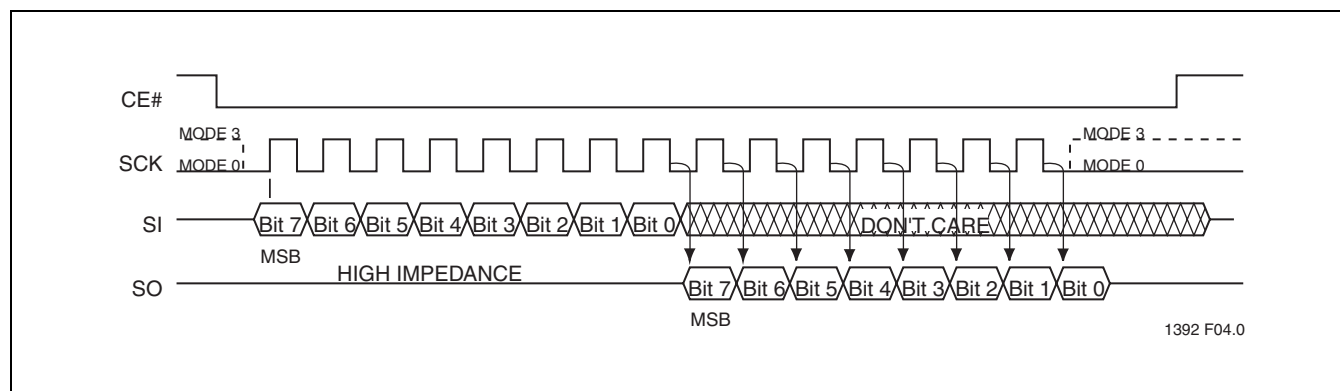 CE#
MODE 3 MODE 3
SCK MODE 0 MODE 0
SI Bit 7 Bit 6 Bit 5 Bit 4 Bit 3 Bit 2 Bit 1 Bit 0 DON'T CARE
MSB
HIGH IMPEDANCE
SO Bit 7 Bit 6 Bit 5 Bit 4 Bit 3 Bit 2 Bit 1 Bit 0
MSB
1392 F04.0